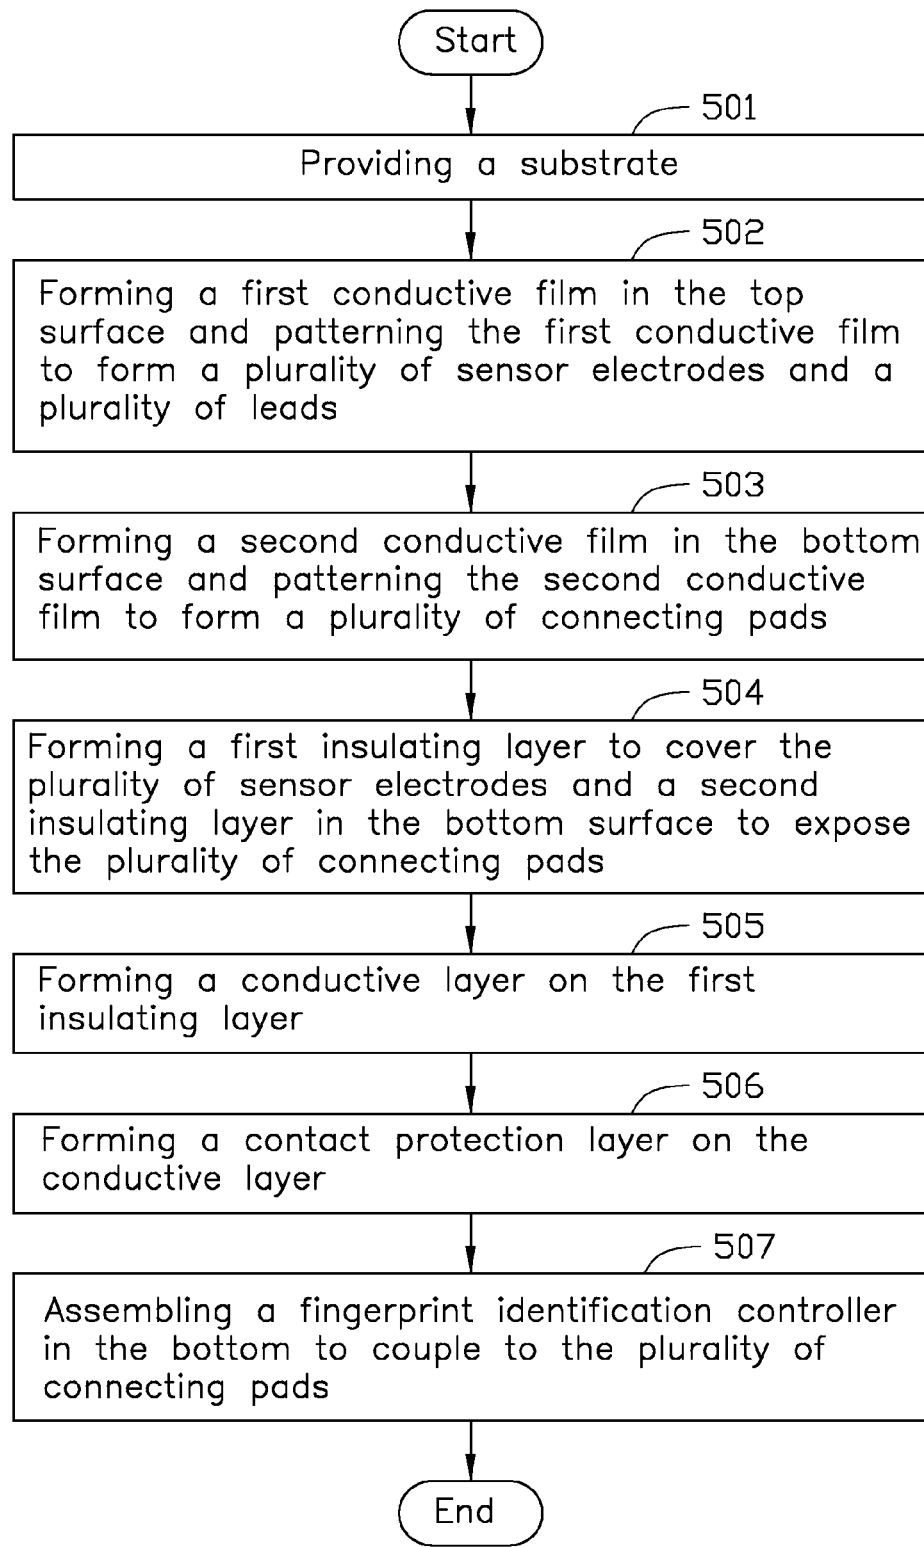 Start
501
Providing a substrate
502
Forming a first conductive film in the top
surface and patterning the first conductive film
to form a plurality of sensor electrodes and a
plurality of leads
503
Forming a second conductive film in the bottom
surface and patterning the second conductive
film to form a plurality of connecting pads
504
Forming a first insulating layer to cover the
plurality of sensor electrodes and a second
insulating layer in the bottom surface to expose
the plurality of connecting pads
505
Forming a conductive layer on the first
insulating layer
506
Forming a contact protection layer on the
conductive layer
507
Assembling a fingerprint identification controller
in the bottom to couple to the plurality of
connecting pads
End